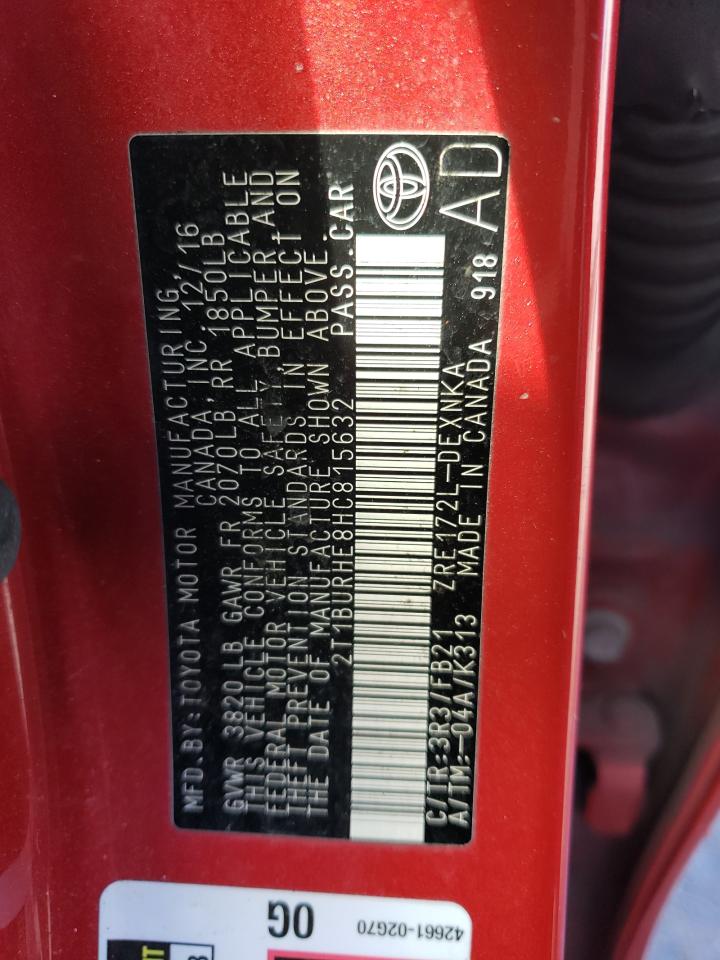 MFD.BY:TOYOTA MOTOR MANUFACTURING,
CANADA, INC. 12/16
GVWR 3820LB GAWR FR 2070LB RR 1850LB
THIS VEHICLE CONFORMS TO ALL APPLICABLE
FEDERAL MOTOR VEHICLE SAFETY, BUMPER AND
THEFT PREVENTION STANDARDS IN EFFECT ON
THE DATE OF MANUFACTURE SHOWN ABOVE.
2T1BURHE8HC815632 PASS.CAR
C/TR:3R3/FB21 ZRE172L-DEXNKA
A/TM:-04A/K313 MADE IN CANADA 918
AD
0G
42661-02G70